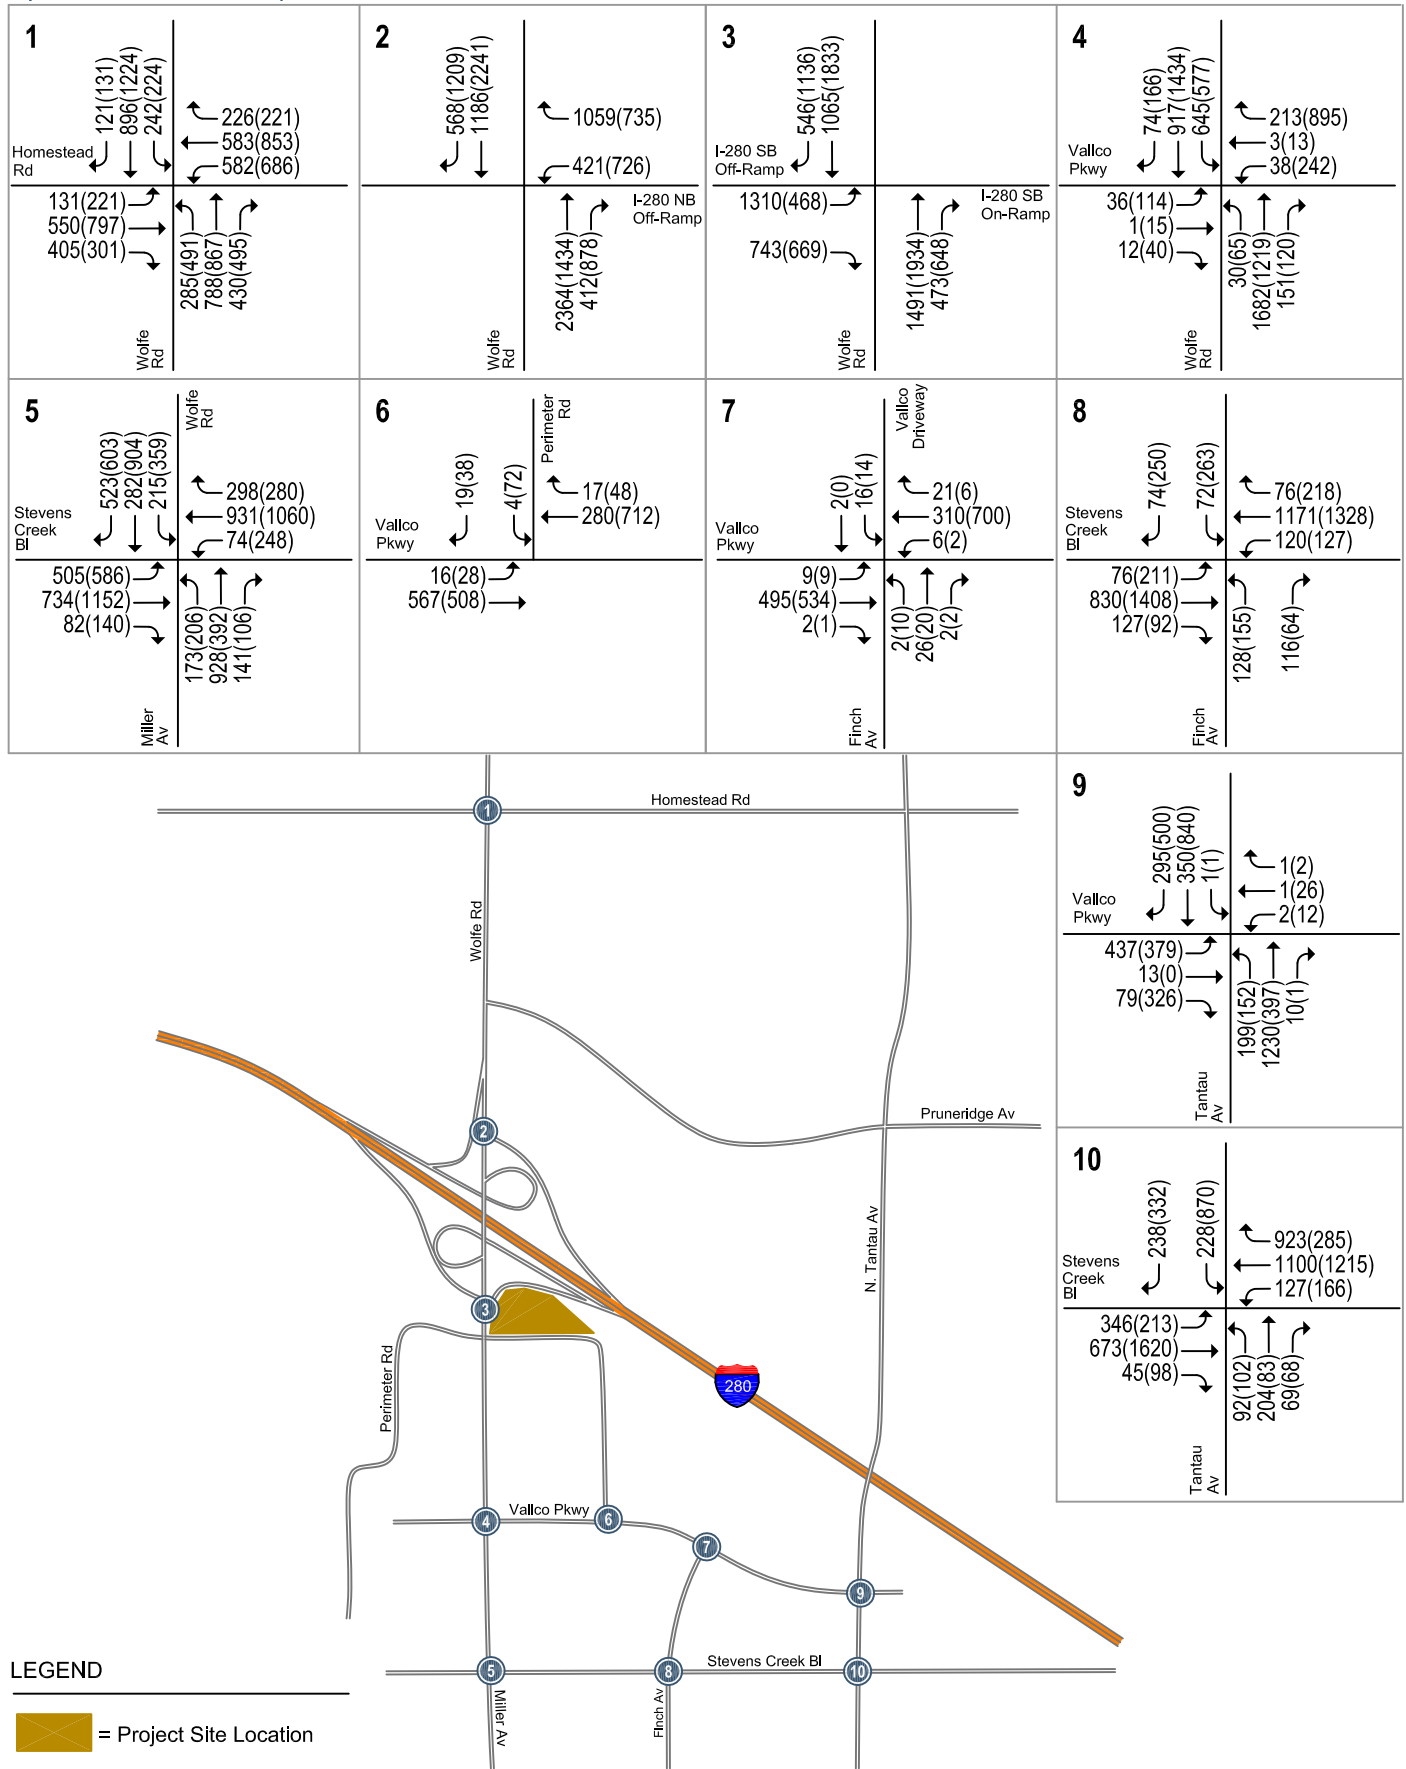 1
121(131)
896(1224)
242(224)
226(221)
583(853)
582(686)
Homestead
Rd
131(221)
550(797)
405(301)
285(491)
788(867)
430(495)
Wolfe
Rd
2
568(1209)
1186(2241)
1059(735)
421(726)
I-280 NB
Off-Ramp
2364(1434)
412(878)
Wolfe
Rd
3
546(1136)
1065(1833)
I-280 SB
Off-Ramp
1310(468)
743(669)
I-280 SB
On-Ramp
1491(1934)
473(648)
Wolfe
Rd
4
74(166)
917(1434)
645(577)
213(895)
3(13)
38(242)
Vallco
Pkwy
36(114)
1(15)
12(40)
30(65)
1682(1219)
151(120)
Wolfe
Rd
5
Wolfe
Rd
523(603)
282(904)
215(359)
298(280)
931(1060)
74(248)
Stevens
Creek
Bl
505(586)
734(1152)
82(140)
173(206)
928(392)
141(106)
Miller
Av
6
Perimeter
Rd
19(38)
4(72)
17(48)
280(712)
Vallco
Pkwy
16(28)
567(508)
7
Vallco
Driveway
2(0)
16(14)
21(6)
310(700)
6(2)
Vallco
Pkwy
9(9)
495(534)
2(1)
2(10)
26(20)
2(2)
Finch
Av
8
74(250)
72(263)
76(218)
1171(1328)
120(127)
Stevens
Creek
Bl
76(211)
830(1408)
127(92)
128(155)
116(64)
Finch
Av
9
295(500)
350(840)
1(1)
1(2)
1(26)
2(12)
Vallco
Pkwy
437(379)
13(0)
79(326)
199(152)
1230(397)
10(1)
Tantau
Av
10
238(332)
228(870)
923(285)
1100(1215)
127(166)
Stevens
Creek
Bl
346(213)
673(1620)
45(98)
92(102)
204(83)
69(68)
Tantau
Av
1
Homestead Rd
Wolfe Rd
2
Pruneridge Av
N. Tantau Av
3
Perimeter Rd
280
4
Vallco Pkwy
6
7
9
5
8
Stevens Creek Bl
10
Miller Av
Finch Av
LEGEND
= Project Site Location